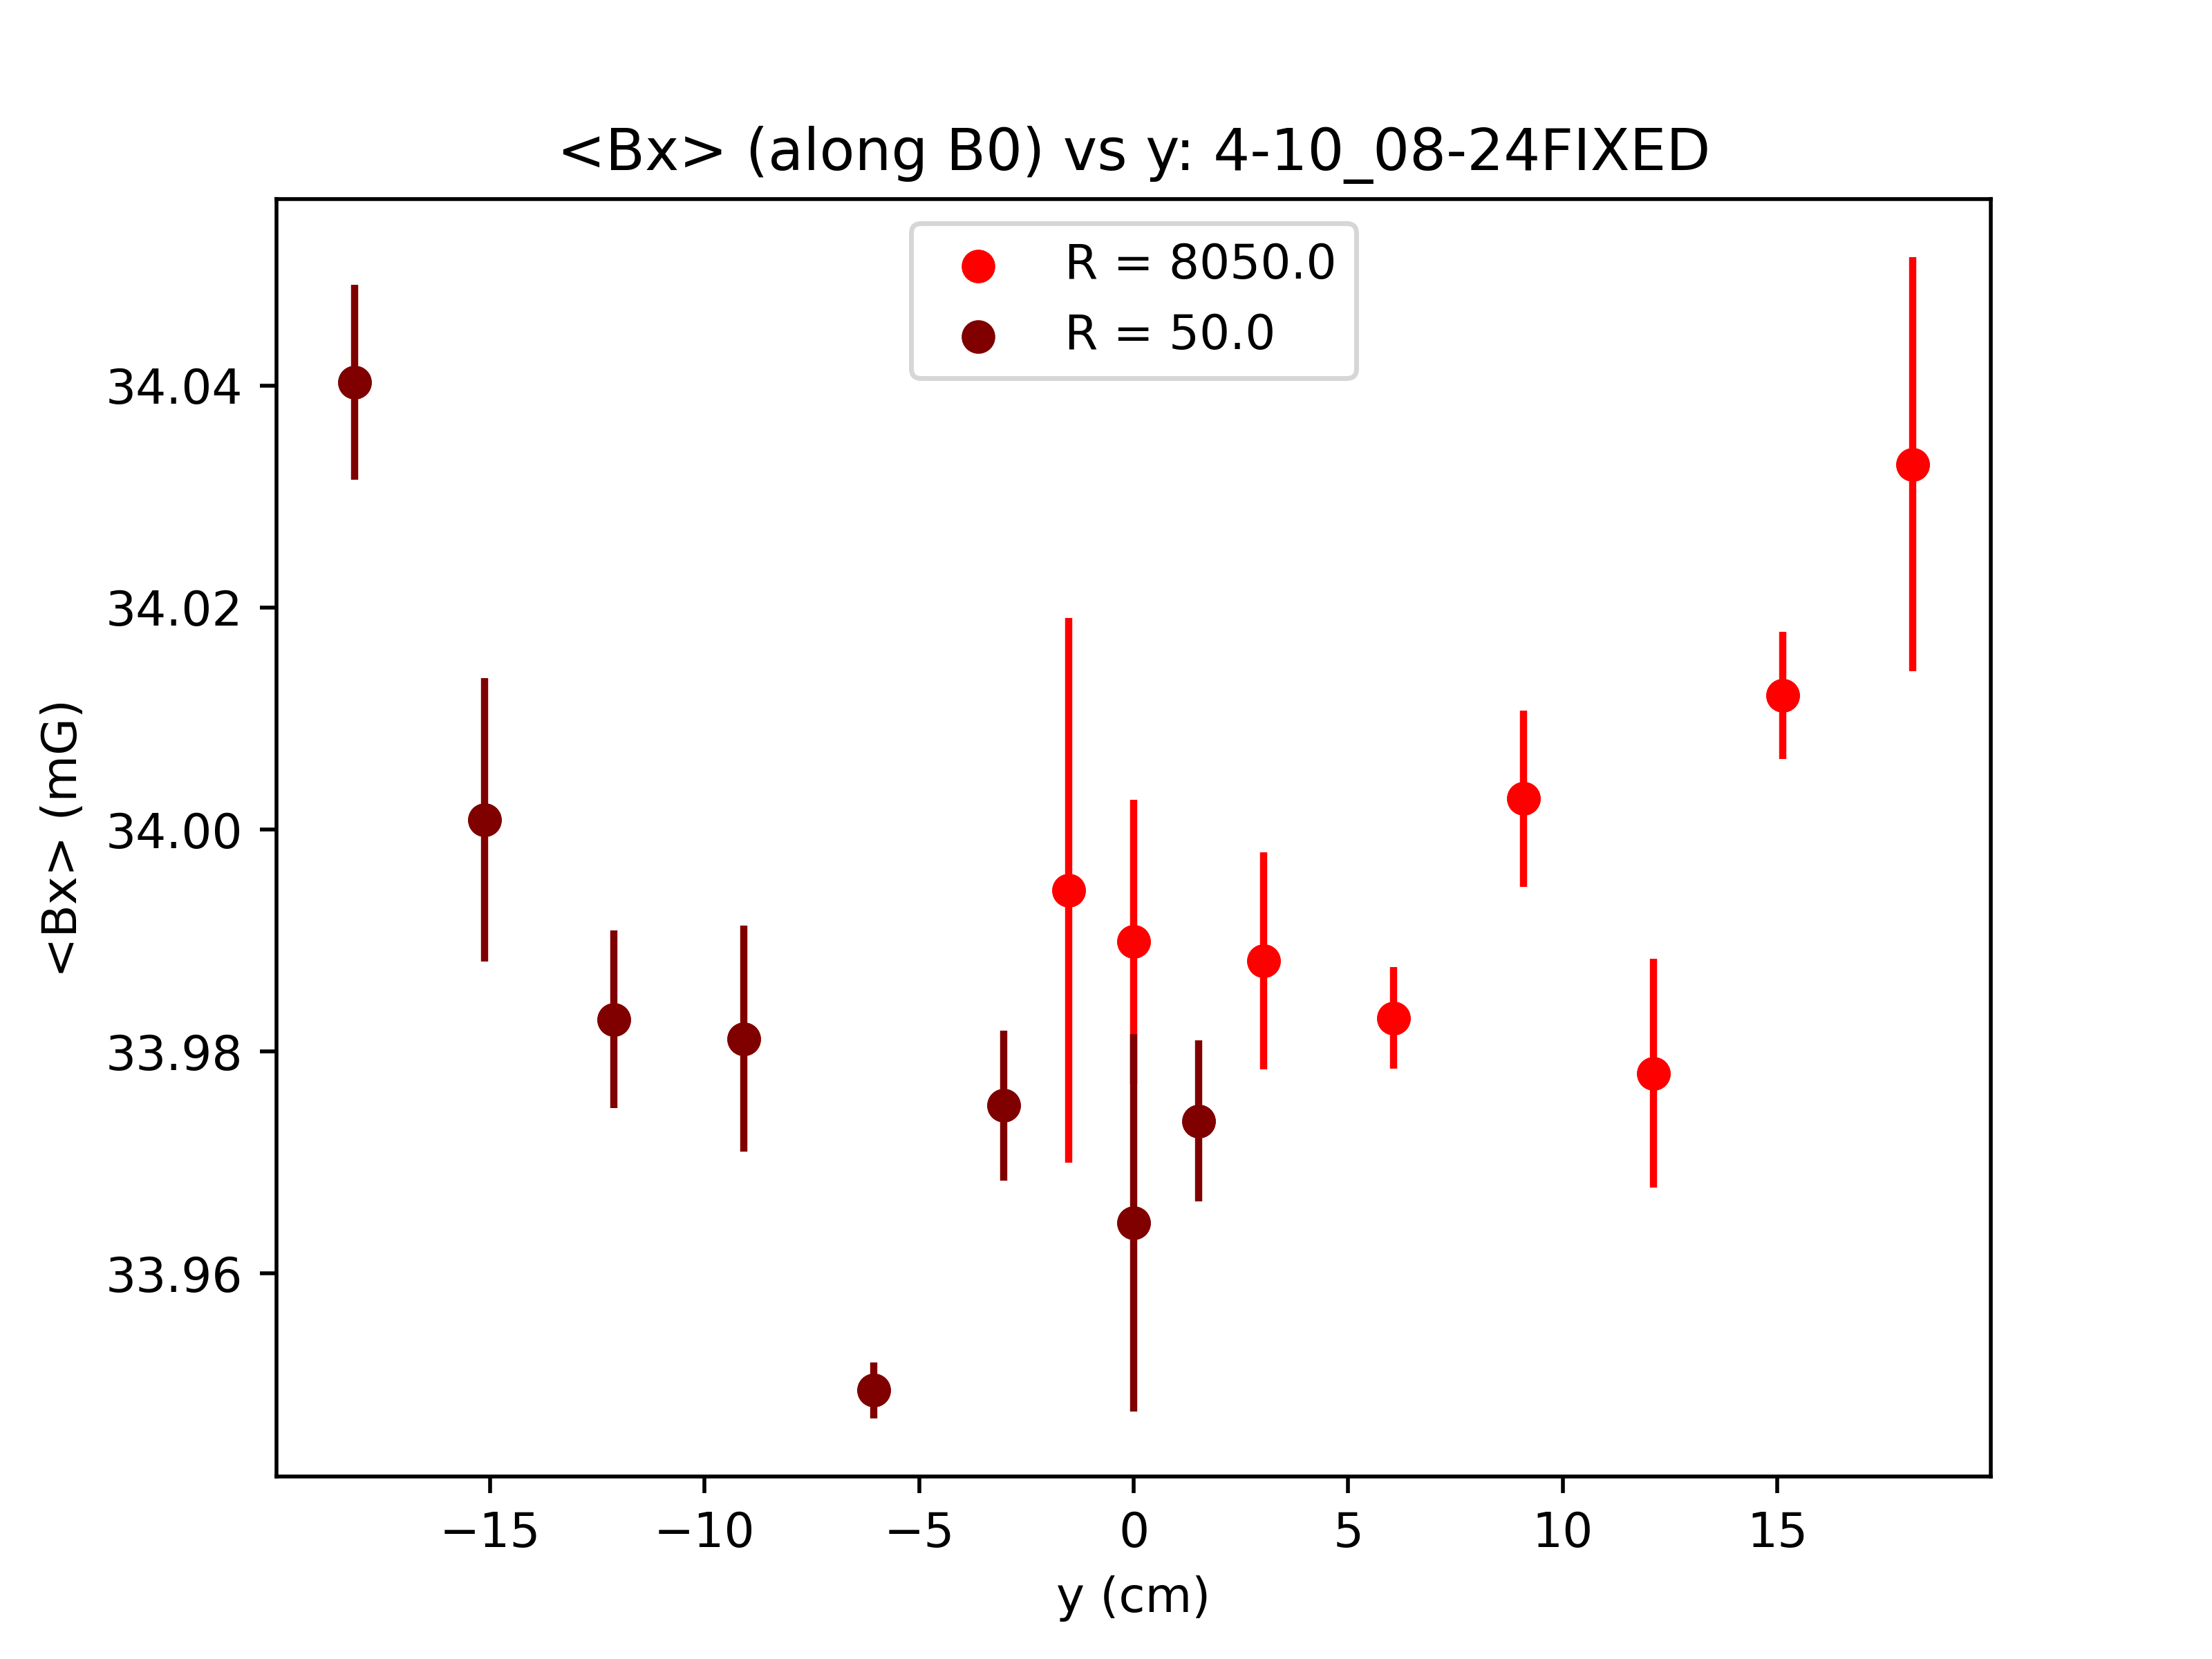 <Bx> (along B0) vs y: 4-10_08-24FIXED
R = 8050.0
R = 50.0
<Bx> (mG)
34.04
34.02
34.00
33.98
33.96
−15 −10 −5 0 5 10 15
y (cm)